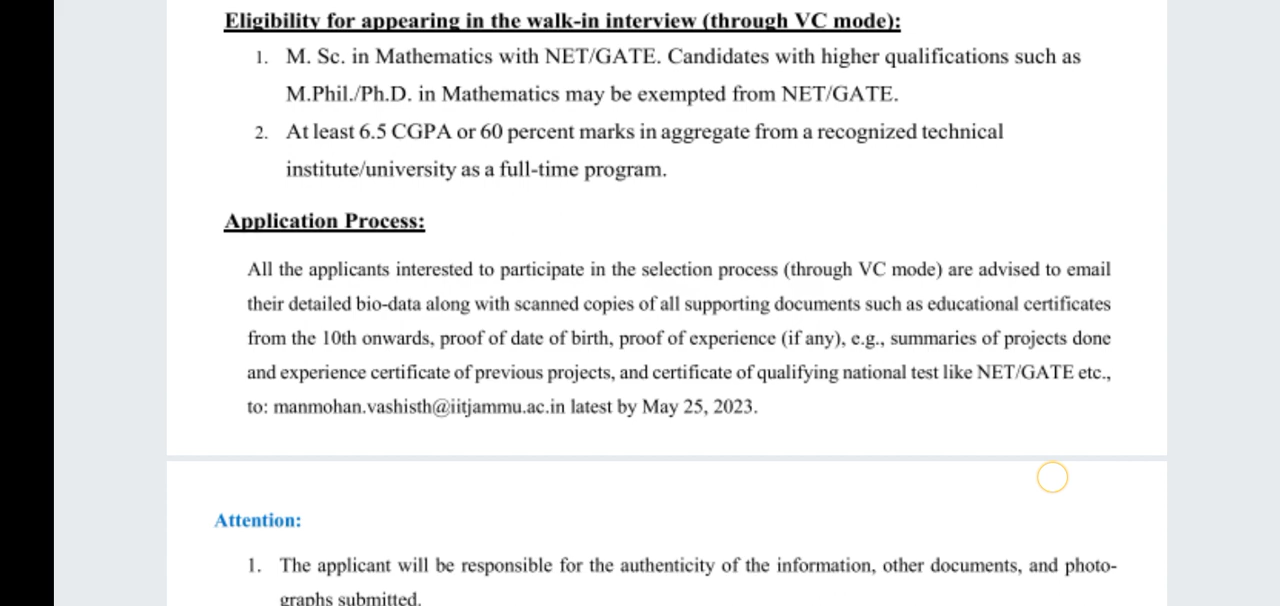 Eligibility for appearing in the walk-in interview (through VC mode):
1. M. Sc. in Mathematics with NET/GATE. Candidates with higher qualifications such as
M.Phil./Ph.D. in Mathematics may be exempted from NET/GATE.
2. At least 6.5 CGPA or 60 percent marks in aggregate from a recognized technical
institute/university as a full-time program.
Application Process:
All the applicants interested to participate in the selection process (through VC mode) are advised to email
their detailed bio-data along with scanned copies of all supporting documents such as educational certificates
from the 10th onwards, proof of date of birth, proof of experience (if any), e.g., summaries of projects done
and experience certificate of previous projects, and certificate of qualifying national test like NET/GATE etc.,
to: manmohan.vashisth@iitjammu.ac.in latest by May 25, 2023.
Attention:
1. The applicant will be responsible for the authenticity of the information, other documents, and photo-
graphs submitted.